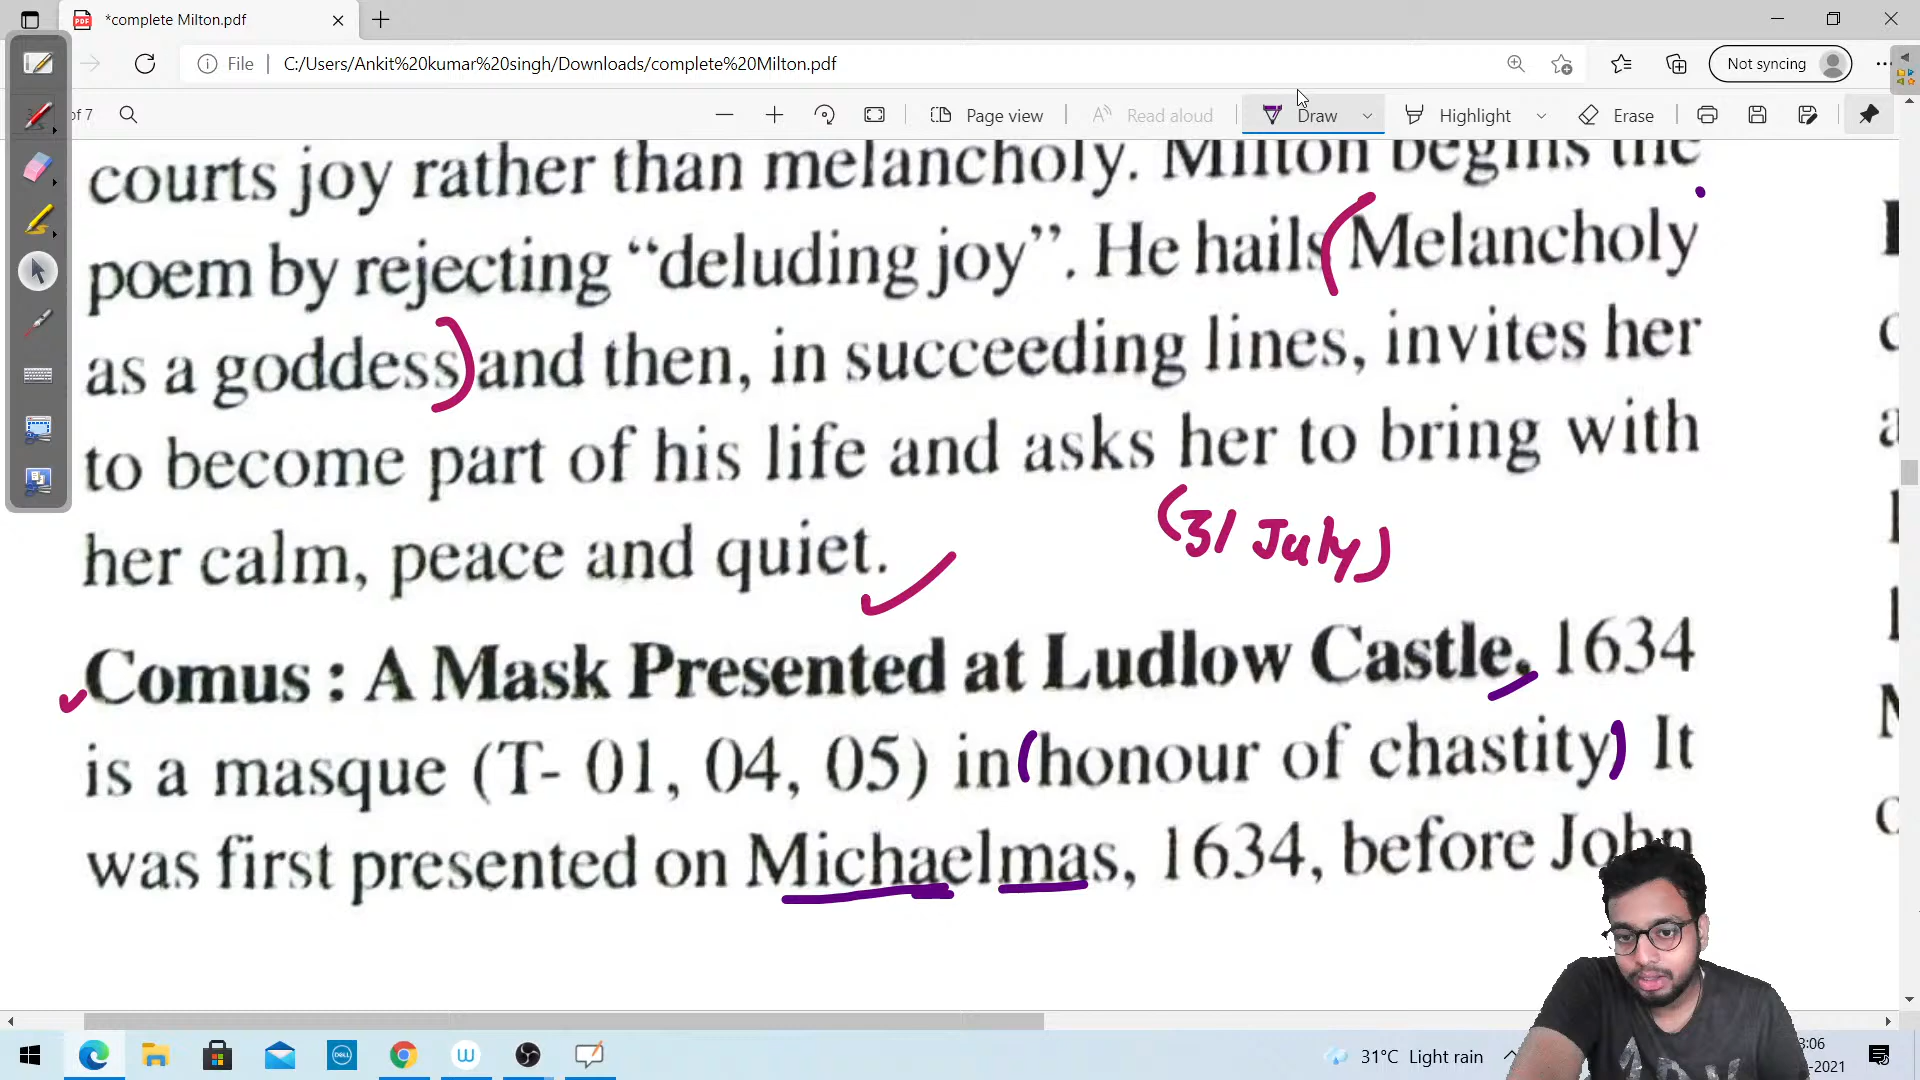 *complete Milton.pdf
File C:/Users/Ankit%20kumar%20singh/Downloads/complete%20Milton.pdf Not syncing
of 7 Page view Read aloud Draw Highlight Erase
courts joy rather than melancholy. Milton begins the
poem by rejecting “deluding joy”. He hails (Melancholy
as a goddess) and then, in succeeding lines, invites her
to become part of his life and asks her to bring with
her calm, peace and quiet.
(31 July)
Comus : A Mask Presented at Ludlow Castle, 1634
is a masque (T- 01, 04, 05) in (honour of chastity) It
was first presented on Michaelmas, 1634, before John
31°C Light rain
:06
-2021